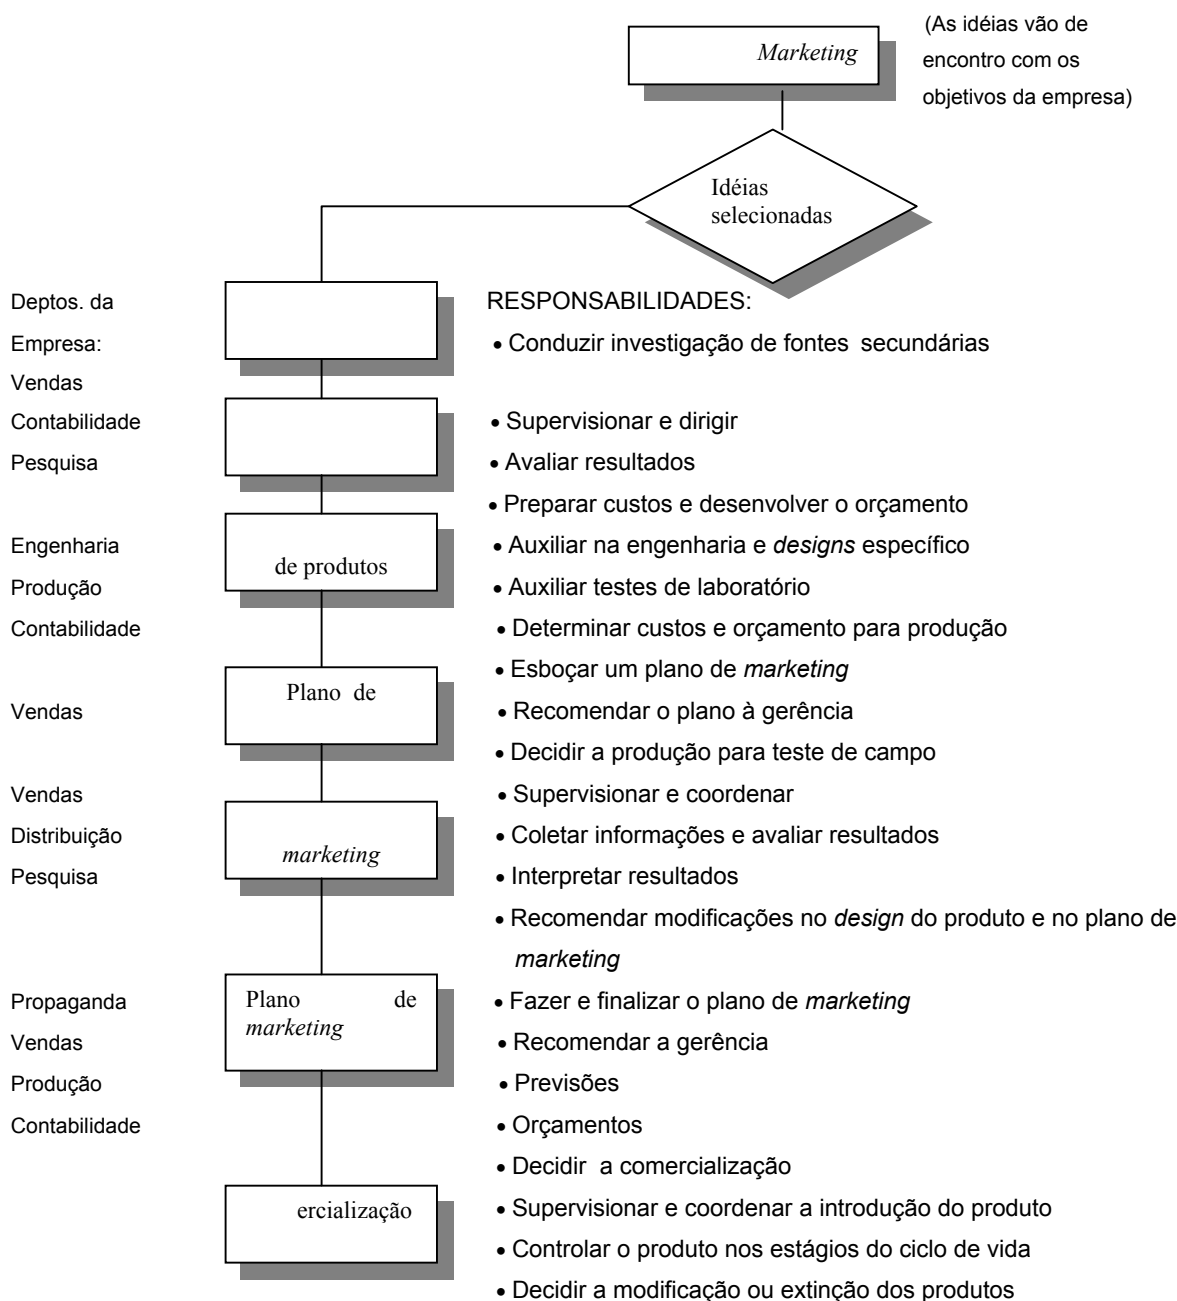 (As idéias vão de
Marketing
encontro com os
objetivos da empresa)
Idéias
selecionadas
Deptos. da
RESPONSABILIDADES:
Empresa:
• Conduzir investigação de fontes secundárias
Vendas
Contabilidade
• Supervisionar e dirigir
Pesquisa
• Avaliar resultados
• Preparar custos e desenvolver o orçamento
Engenharia
• Auxiliar na engenharia e designs específico
de produtos
Produção
• Auxiliar testes de laboratório
Contabilidade
• Determinar custos e orçamento para produção
• Esboçar um plano de marketing
Plano de
Vendas
• Recomendar o plano à gerência
• Decidir a produção para teste de campo
Vendas
• Supervisionar e coordenar
Distribuição
• Coletar informações e avaliar resultados
marketing
Pesquisa
• Interpretar resultados
• Recomendar modificações no design do produto e no plano de
marketing
Propaganda
Plano de
• Fazer e finalizar o plano de marketing
marketing
Vendas
• Recomendar a gerência
Produção
• Previsões
Contabilidade
• Orçamentos
• Decidir a comercialização
ercialização
• Supervisionar e coordenar a introdução do produto
• Controlar o produto nos estágios do ciclo de vida
• Decidir a modificação ou extinção dos produtos